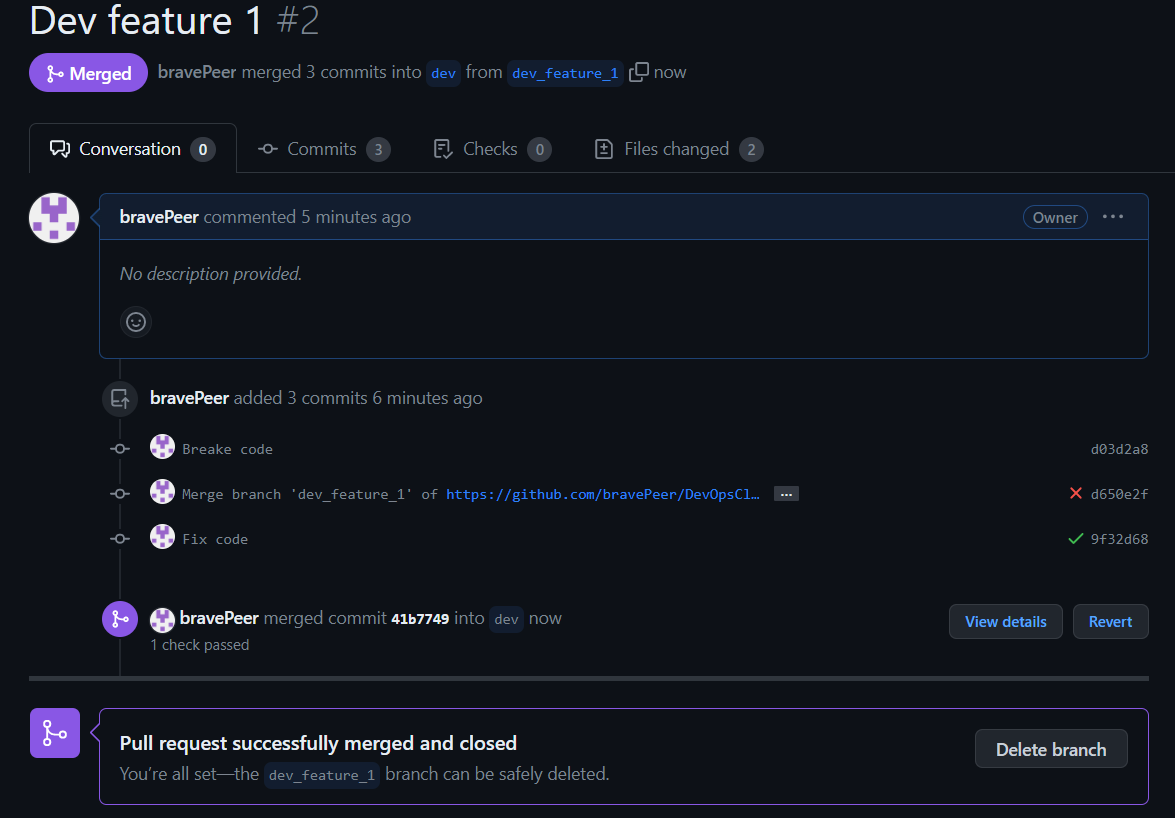 Dev feature 1 #2
Merged bravePeer merged 3 commits into dev from dev_feature_1 now
Conversation 0 Commits 3 Checks 0 Files changed 2
bravePeer commented 5 minutes ago Owner ...
No description provided.
bravePeer added 3 commits 6 minutes ago
Breake code d03d2a8
Merge branch 'dev_feature_1' of https://github.com/bravePeer/DevOpsCl… ... d650e2f
Fix code 9f32d68
bravePeer merged commit 41b7749 into dev now View details Revert
1 check passed
Pull request successfully merged and closed
Delete branch
You're all set—the dev_feature_1 branch can be safely deleted.